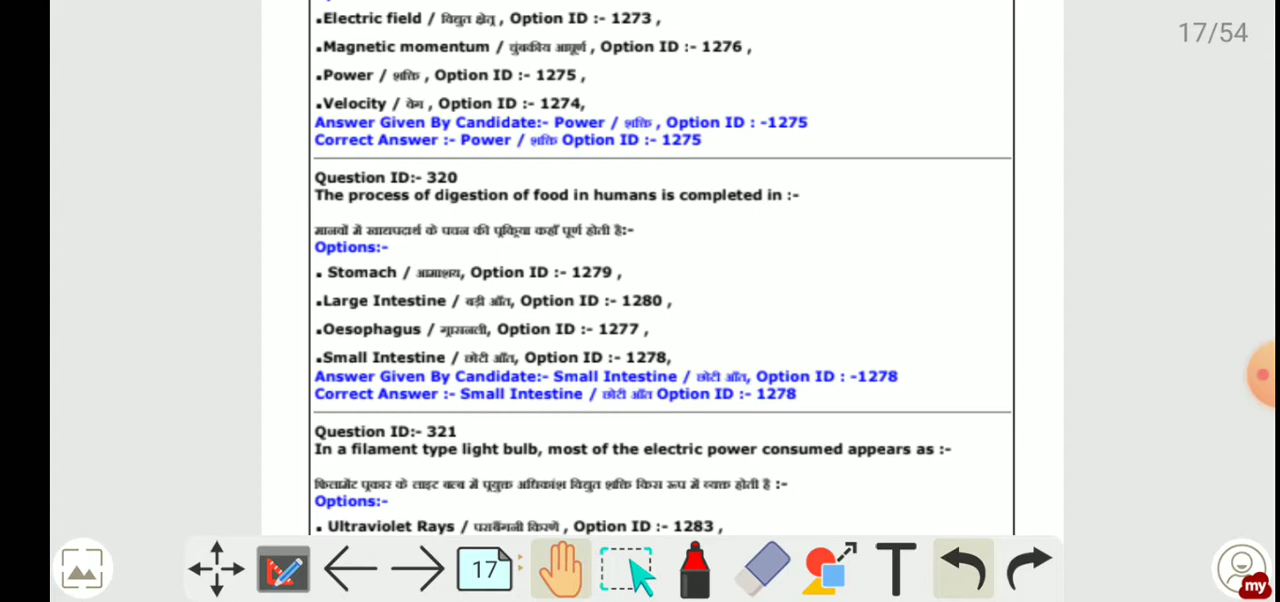 17/54
.Electric field / विद्युत क्षेत्र , Option ID :- 1273 ,
.Magnetic momentum / चुंबकीय आघूर्ण , Option ID :- 1276 ,
.Power / शक्ति , Option ID :- 1275 ,
.Velocity / वेग , Option ID :- 1274,
Answer Given By Candidate:- Power / शक्ति , Option ID : -1275
Correct Answer :- Power / शक्ति Option ID :- 1275
Question ID:- 320
The process of digestion of food in humans is completed in :-
मानवों में खाद्यपदार्थ के पचन की प्रक्रिया कहाँ पूर्ण होती है:-
Options:-
. Stomach / आमाशय, Option ID :- 1279 ,
.Large Intestine / बड़ी आँत, Option ID :- 1280 ,
.Oesophagus / ग्रासनली, Option ID :- 1277 ,
.Small Intestine / छोटी आँत, Option ID :- 1278,
Answer Given By Candidate:- Small Intestine / छोटी आँत, Option ID : -1278
Correct Answer :- Small Intestine / छोटी आँत Option ID :- 1278
Question ID:- 321
In a filament type light bulb, most of the electric power consumed appears as :-
फिलामेंट प्रकार के लाइट बल्ब में प्रयुक्त अधिकांश विद्युत शक्ति किस रूप में व्यक्त होती है :-
Options:-
. Ultraviolet Rays / पराबैंगनी किरणें , Option ID :- 1283 ,
17
T
my